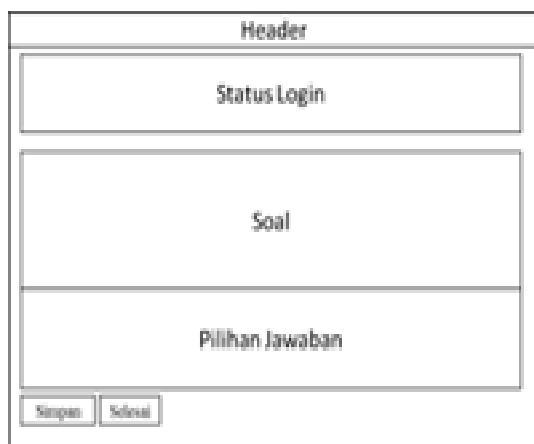 Header
Status Login
Soal
Pilihan Jawaban
Simpan Selesai